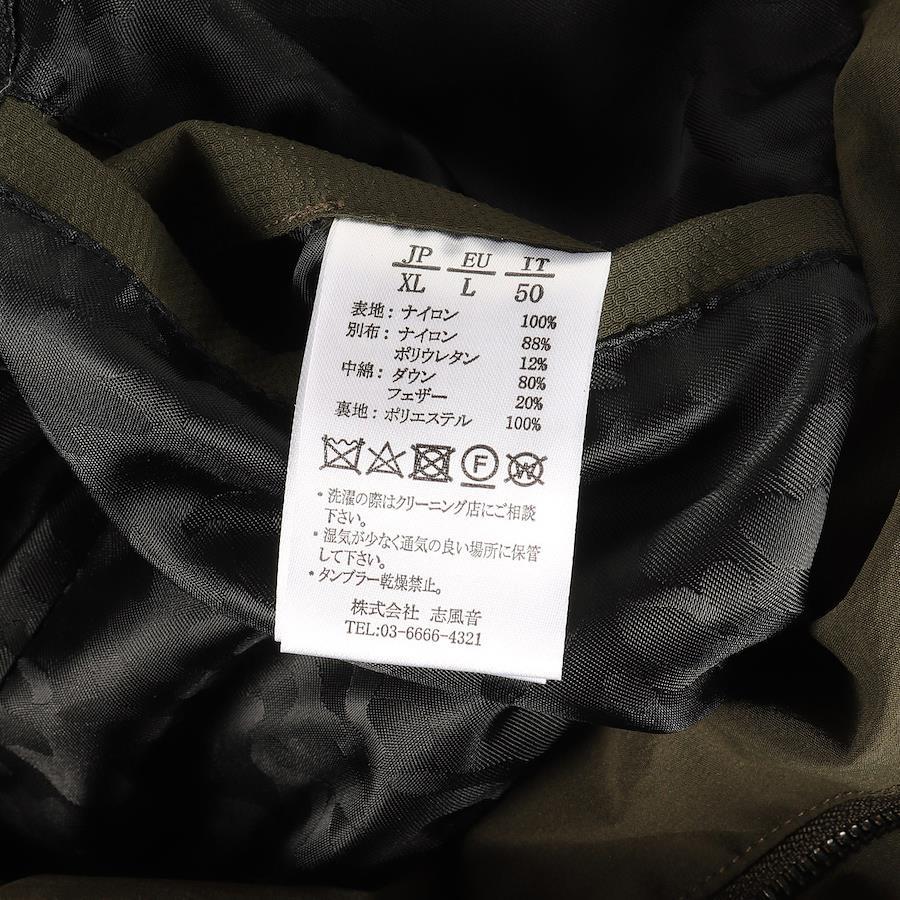 JP EU IT
XL L 50
表地：ナイロン 100%
別布：ナイロン 88%
ポリウレタン 12%
中綿：ダウン 80%
フェザー 20%
裏地：ポリエステル 100%
F W
・洗濯の際はクリーニング店にご相談
下さい。
・湿気が少なく通気の良い場所に保管
して下さい。
・タンブラー乾燥禁止。
株式会社 志風音
TEL:03-6666-4321